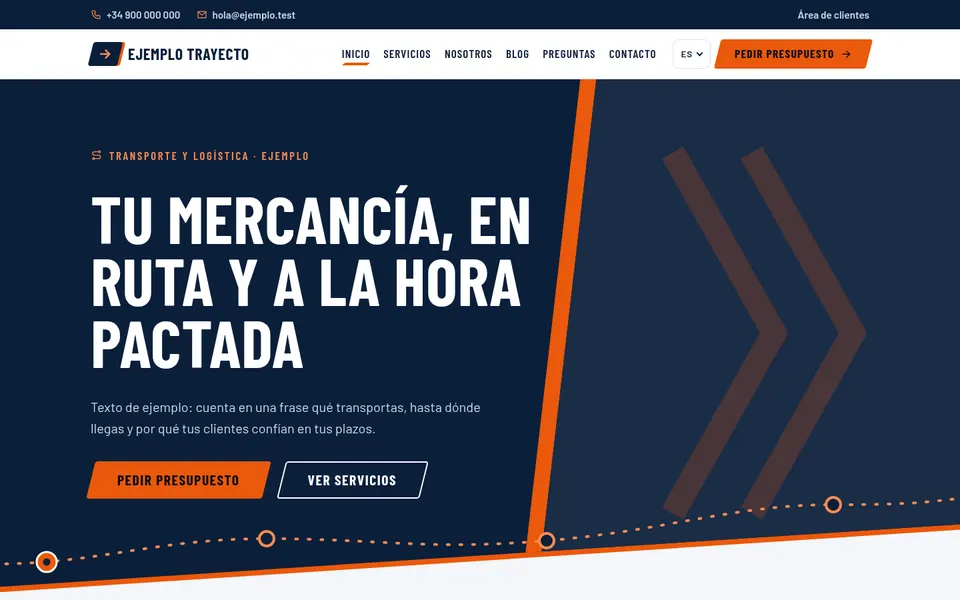 +34 900 000 000
hola@ejemplo.test
Área de clientes
EJEMPLO TRAYECTO
INICIO
SERVICIOS
NOSOTROS
BLOG
PREGUNTAS
CONTACTO
ES
PEDIR PRESUPUESTO
TRANSPORTE Y LOGÍSTICA · EJEMPLO
TU MERCANCÍA, EN
RUTA Y A LA HORA
PACTADA
Texto de ejemplo: cuenta en una frase qué transportas, hasta dónde
llegas y por qué tus clientes confían en tus plazos.
PEDIR PRESUPUESTO
VER SERVICIOS